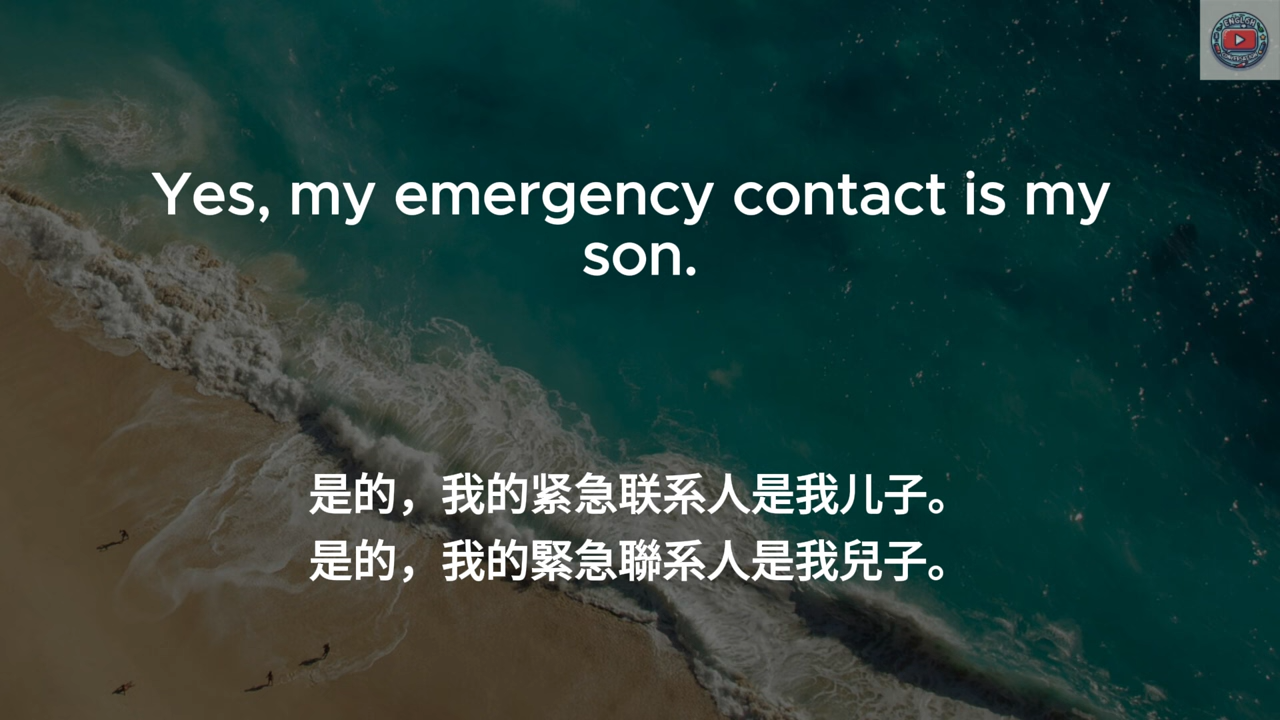 ENGLISH
Yes, my emergency contact is my
son.
是的，我的紧急联系人是我儿子。
是的，我的緊急聯系人是我兒子。